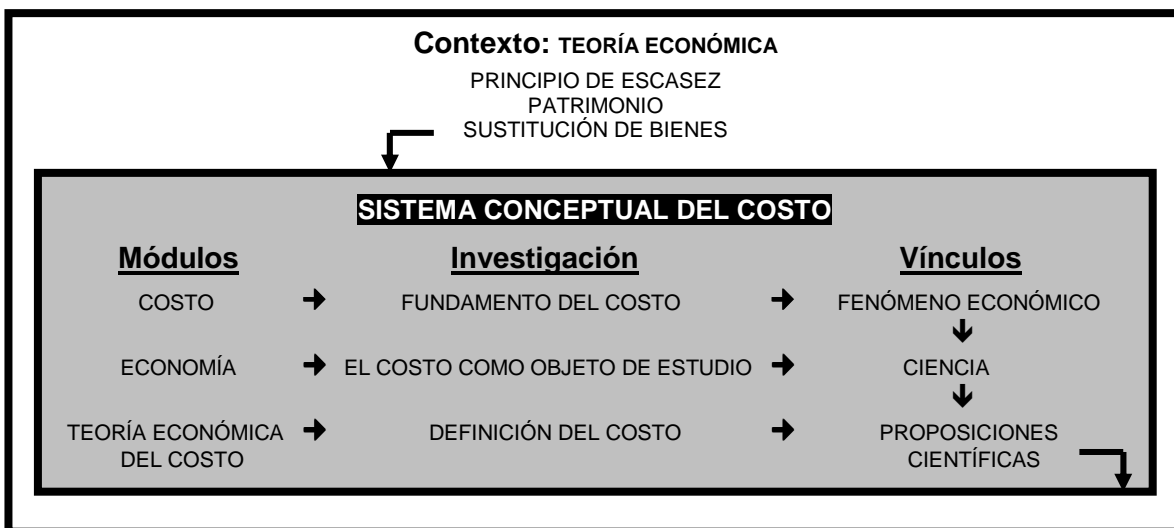 Contexto: TEORÍA ECONÓMICA
PRINCIPIO DE ESCASEZ
PATRIMONIO
SUSTITUCIÓN DE BIENES
SISTEMA CONCEPTUAL DEL COSTO
Módulos Investigación Vínculos
COSTO FUNDAMENTO DEL COSTO FENÓMENO ECONÓMICO
ECONOMÍA EL COSTO COMO OBJETO DE ESTUDIO CIENCIA
TEORÍA ECONÓMICA DEFINICIÓN DEL COSTO PROPOSICIONES
DEL COSTO CIENTÍFICAS